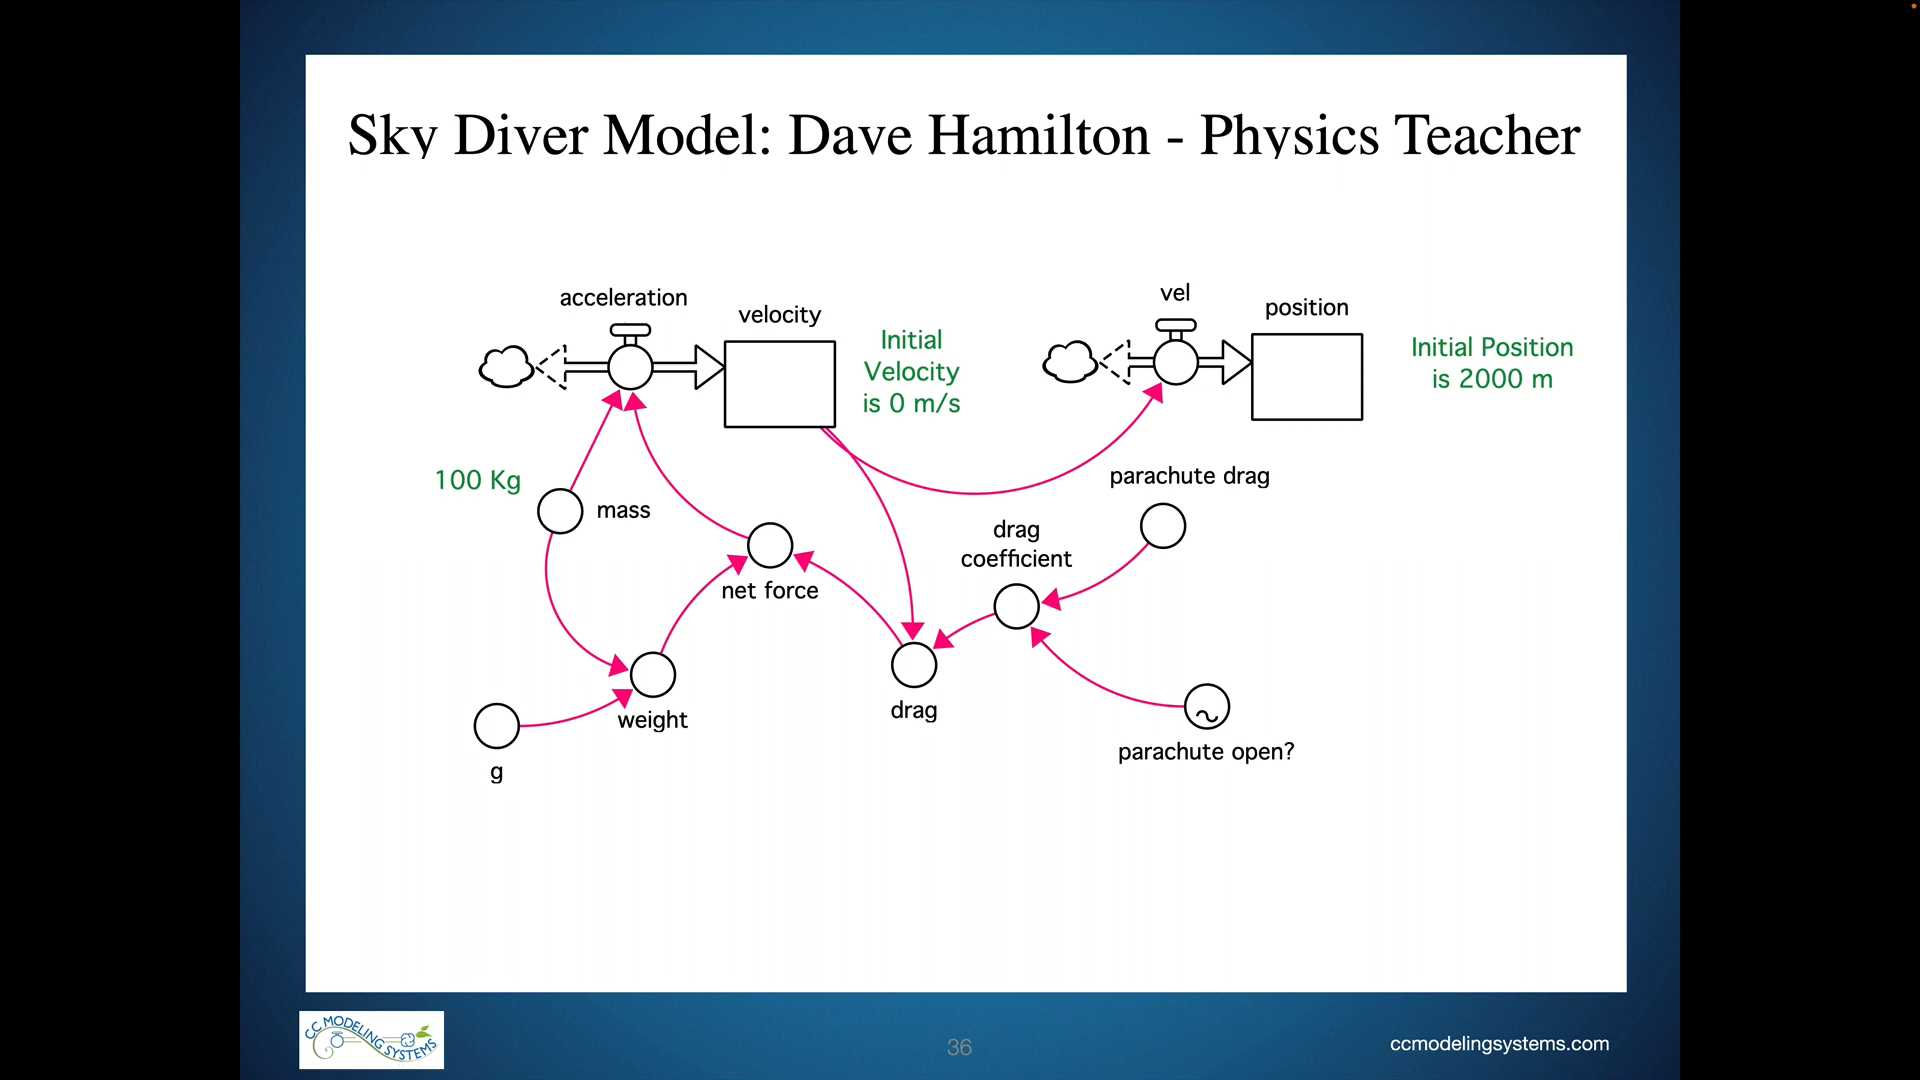 Sky Diver Model: Dave Hamilton - Physics Teacher
acceleration
velocity
Initial
Velocity
is 0 m/s
vel
position
Initial Position
is 2000 m
100 Kg
mass
parachute drag
drag
coefficient
net force
weight
drag
g
parachute open?
CC MODELING SYSTEMS
36
ccmodelingsystems.com